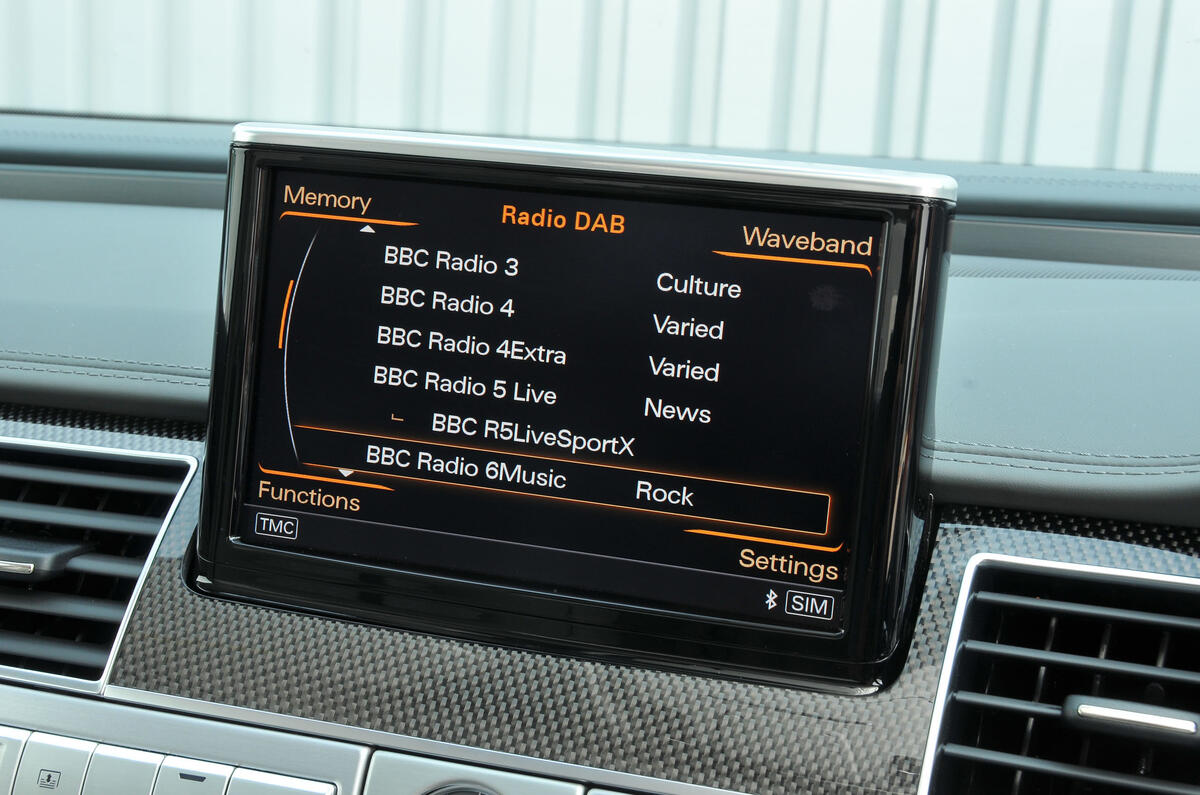 Memory
Radio DAB
Waveband
BBC Radio 3 Culture
BBC Radio 4 Varied
BBC Radio 4Extra Varied
BBC Radio 5 Live News
BBC R5LiveSportX
BBC Radio 6Music Rock
Functions
Settings
TMC
SIM